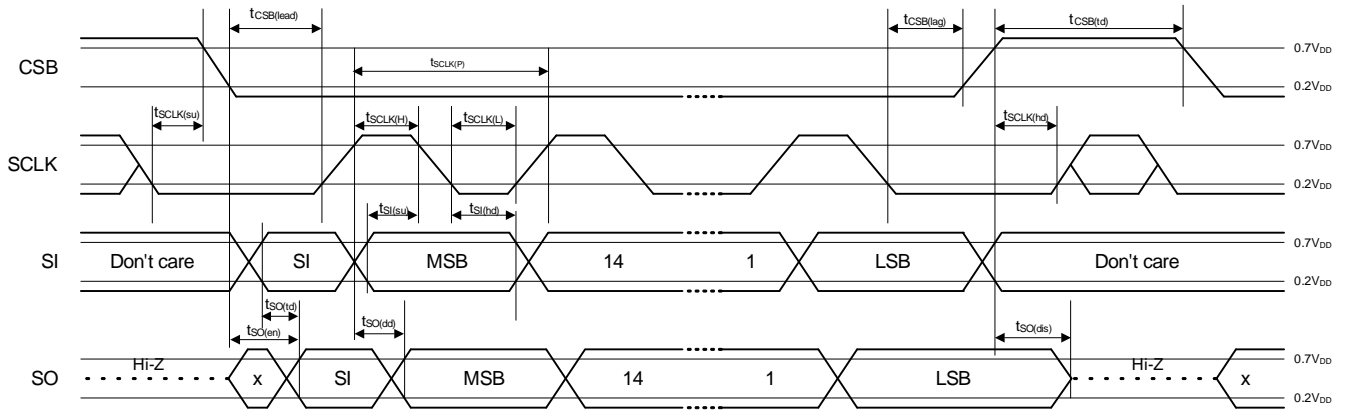 tCSB(lead) tCSB(lag) tCSB(td)
CSB tSCLK(P) 0.7VDD
0.2VDD
tSCLK(su) tSCLK(H) tSCLK(L) tSCLK(hd)
SCLK 0.7VDD
0.2VDD
tSI(su) tSI(hd)
SI Don't care SI MSB 14 1 LSB Don't care 0.7VDD
0.2VDD
tSO(td)
tSO(en) tSO(dd) tSO(dis)
SO Hi-Z x SI MSB 14 1 LSB Hi-Z x 0.7VDD
0.2VDD